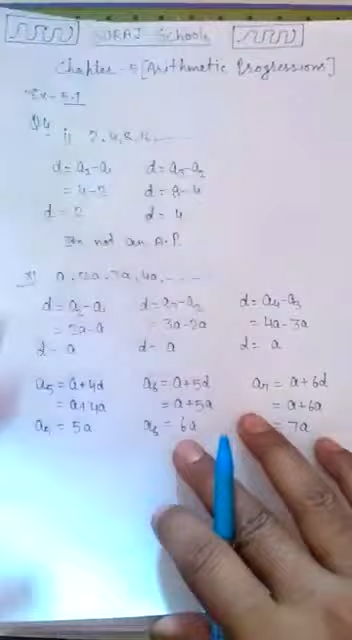 SURAJ Schools
Chapter-5 [Arithmetic Progressions]
Ex-5.1
Q4
i) 2, 4, 8, 16, ......
d = a₂-a₁ d = a₃-a₂
= 4-2 = 8-4
d = 2 d = 4
not an A.P.
a, 2a, 3a, 4a, ......
d = a₂-a₁ d = a₃-a₂ d = a₄-a₃
= 2a-a = 3a-2a = 4a-3a
d = a d = a d = a
a₅ = a+4d a₆ = a+5d a₇ = a+6d
= a+4a = a+5a = a+6a
a₅ = 5a a₆ = 6a = 7a